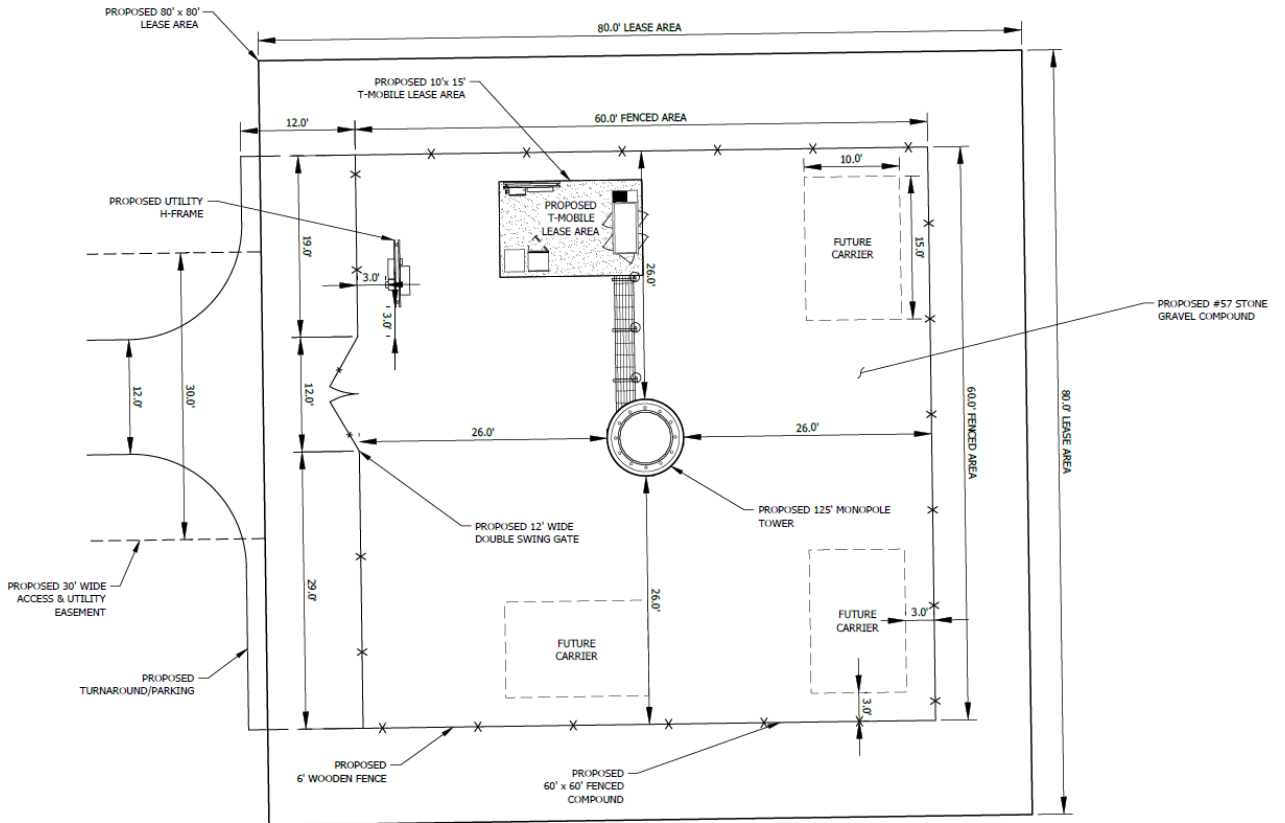 PROPOSED 80' x 80'
LEASE AREA
80.0' LEASE AREA
PROPOSED 10'x 15'
T-MOBILE LEASE AREA
12.0'
60.0' FENCED AREA
10.0'
PROPOSED UTILITY
H-FRAME
PROPOSED
T-MOBILE
LEASE AREA
19.0'
3.0'
26.0'
FUTURE
CARRIER
15.0'
PROPOSED #57 STONE
GRAVEL COMPOUND
3.0'
12.0'
30.0'
12.0'
26.0'
26.0'
60.0' FENCED AREA
80.0' LEASE AREA
PROPOSED 12' WIDE
DOUBLE SWING GATE
PROPOSED 125' MONOPOLE
TOWER
PROPOSED 30' WIDE
ACCESS & UTILITY
EASEMENT
29.0'
26.0'
FUTURE
CARRIER
FUTURE
CARRIER
3.0'
PROPOSED
TURNAROUND/PARKING
3.0'
PROPOSED
6' WOODEN FENCE
PROPOSED
60' x 60' FENCED
COMPOUND